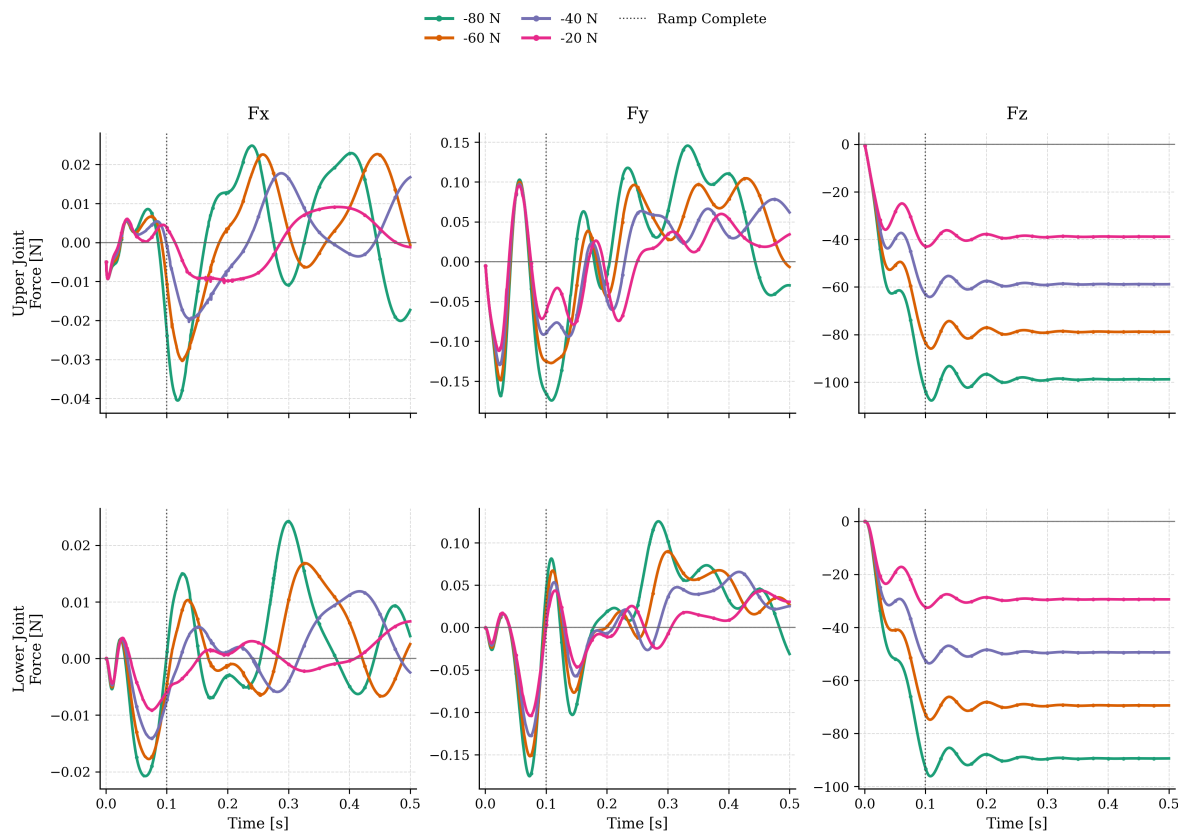 -80 N
-60 N
-40 N
-20 N
Ramp Complete
Fx
Fy
Fz
Upper Joint
Force [N]
0.02
0.01
0.00
−0.01
−0.02
−0.03
−0.04
0.15
0.10
0.05
0.00
−0.05
−0.10
−0.15
0
−20
−40
−60
−80
−100
Lower Joint
Force [N]
0.02
0.01
0.00
−0.01
−0.02
0.10
0.05
0.00
−0.05
−0.10
−0.15
0
−20
−40
−60
−80
−100
0.0 0.1 0.2 0.3 0.4 0.5
Time [s]
0.0 0.1 0.2 0.3 0.4 0.5
Time [s]
0.0 0.1 0.2 0.3 0.4 0.5
Time [s]